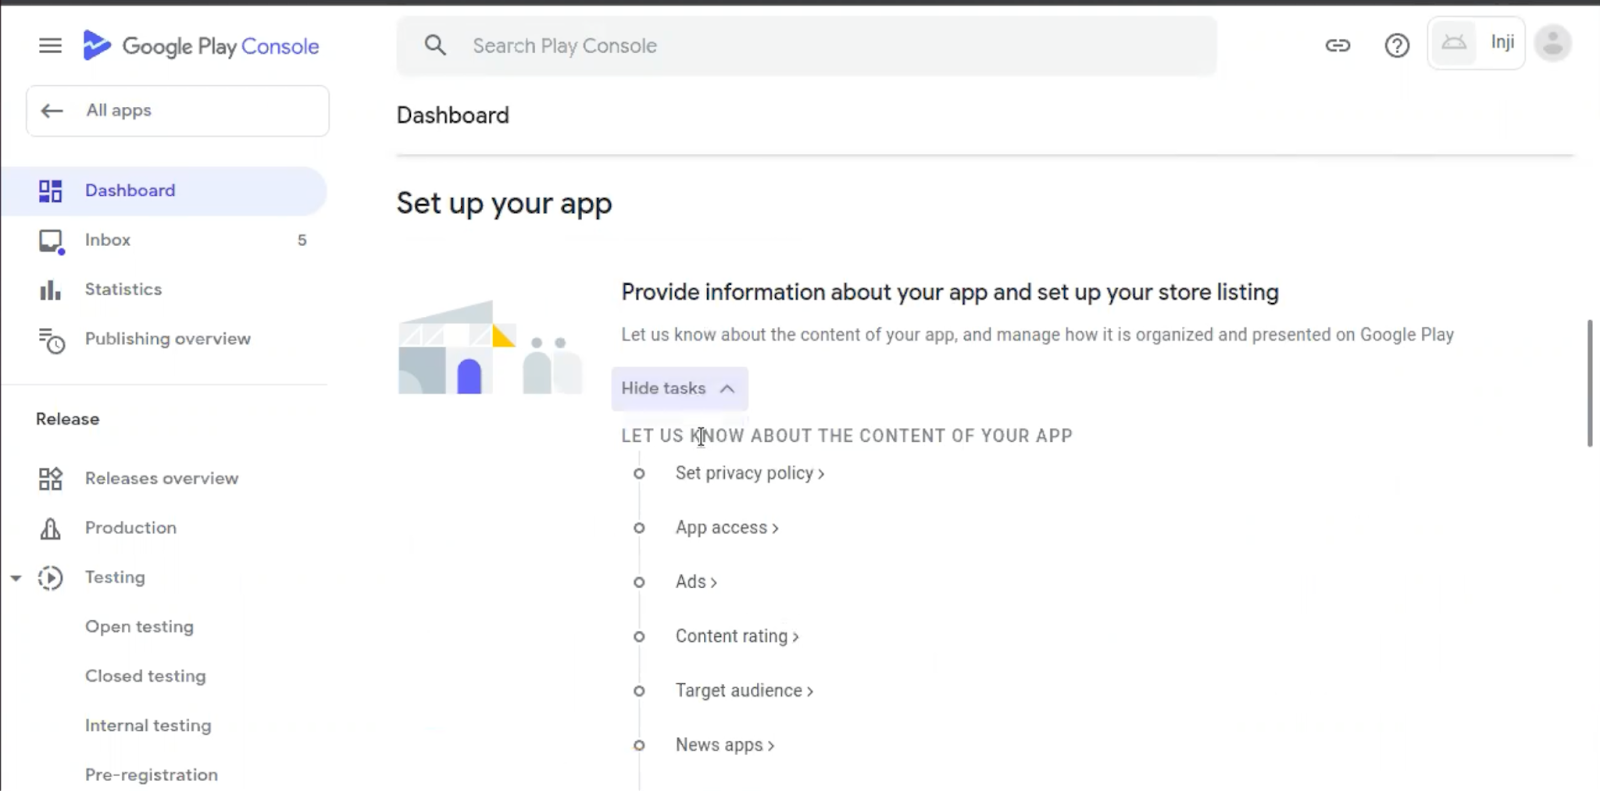 Google Play Console
Search Play Console
Inji
All apps
Dashboard
Dashboard
Inbox 5
Statistics
Publishing overview
Release
Releases overview
Production
Testing
Open testing
Closed testing
Internal testing
Pre-registration
Set up your app
Provide information about your app and set up your store listing
Let us know about the content of your app, and manage how it is organized and presented on Google Play
Hide tasks
LET US KNOW ABOUT THE CONTENT OF YOUR APP
Set privacy policy
App access
Ads
Content rating
Target audience
News apps